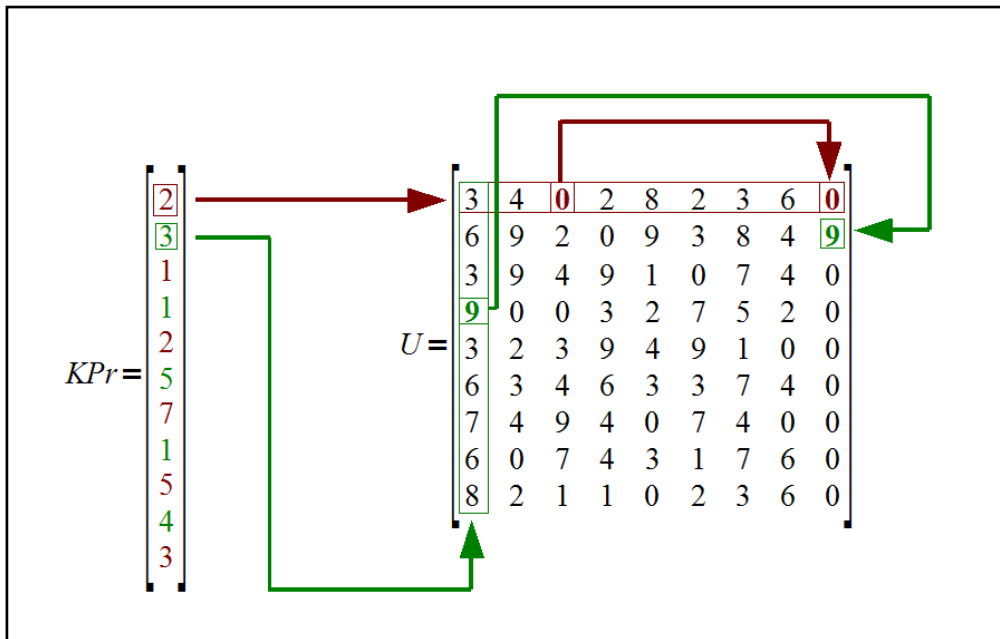 2
3
1
1
2
5
7
1
5
4
3
KPr=
U=
3 4 0 2 8 2 3 6 0
6 9 2 0 9 3 8 4 9
3 9 4 9 1 0 7 4 0
9 0 0 3 2 7 5 2 0
3 2 3 9 4 9 1 0 0
6 3 4 6 3 3 7 4 0
7 4 9 4 0 7 4 0 0
6 0 7 4 3 1 7 6 0
8 2 1 1 0 2 3 6 0